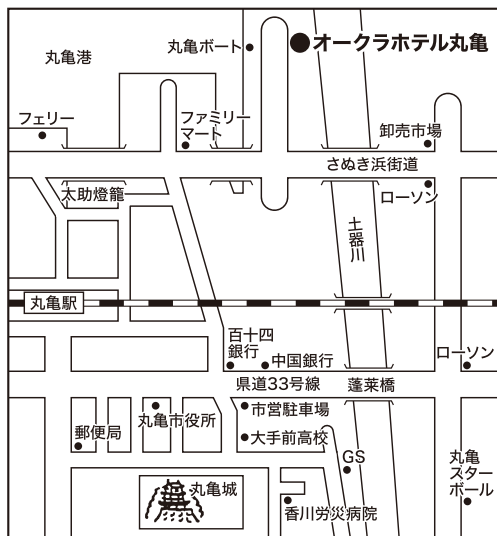 オークラホテル丸亀
丸亀ボート
丸亀港
フェリー
ファミリー
マート
卸売市場
さぬき浜街道
太助燈籠
ローソン
土器川
丸亀駅
百十四
銀行
中国銀行
ローソン
県道33号線
蓬莱橋
市営駐車場
丸亀市役所
郵便局
大手前高校
GS
丸亀
スター
ボール
丸亀城
香川労災病院